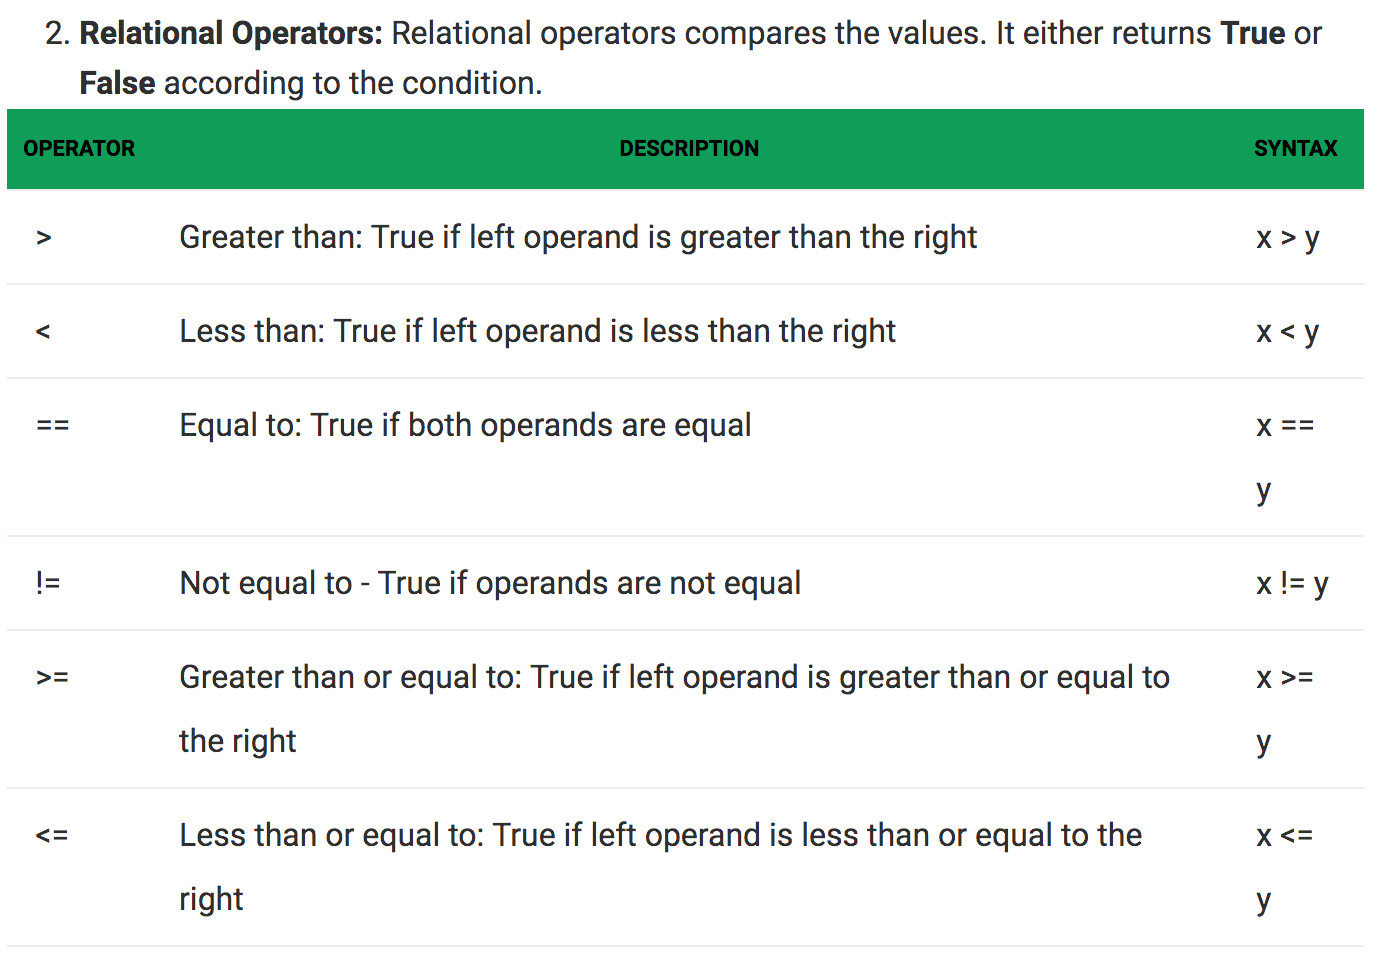 2. Relational Operators: Relational operators compares the values. It either returns True or
False according to the condition.
OPERATOR DESCRIPTION SYNTAX
> Greater than: True if left operand is greater than the right x > y
< Less than: True if left operand is less than the right x < y
== Equal to: True if both operands are equal x ==
y
!= Not equal to - True if operands are not equal x != y
>= Greater than or equal to: True if left operand is greater than or equal to x >=
the right y
<= Less than or equal to: True if left operand is less than or equal to the x <=
right y